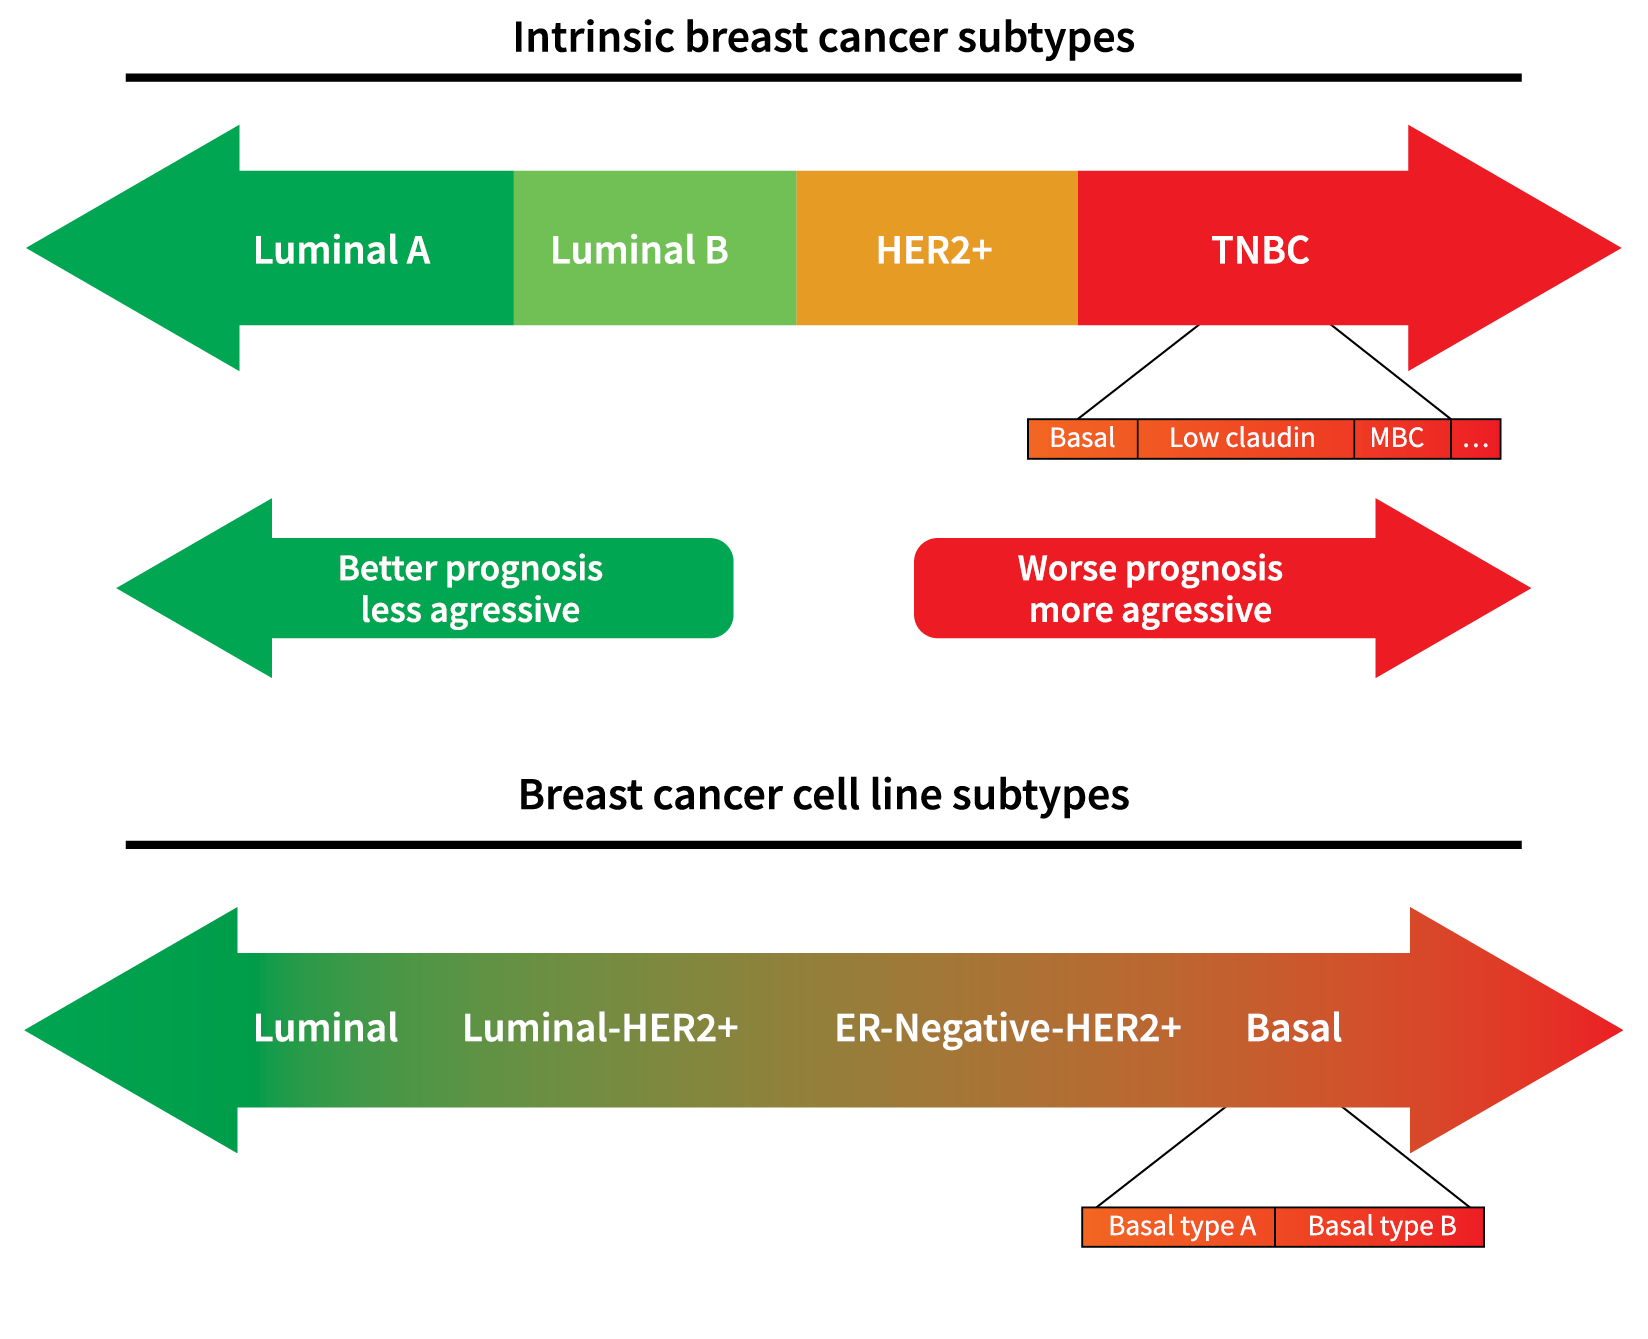 Intrinsic breast cancer subtypes
Luminal A
Luminal B
HER2+
TNBC
Basal
Low claudin
MBC
...
Better prognosis
less agressive
Worse prognosis
more agressive
Breast cancer cell line subtypes
Luminal
Luminal-HER2+
ER-Negative-HER2+
Basal
Basal type A
Basal type B